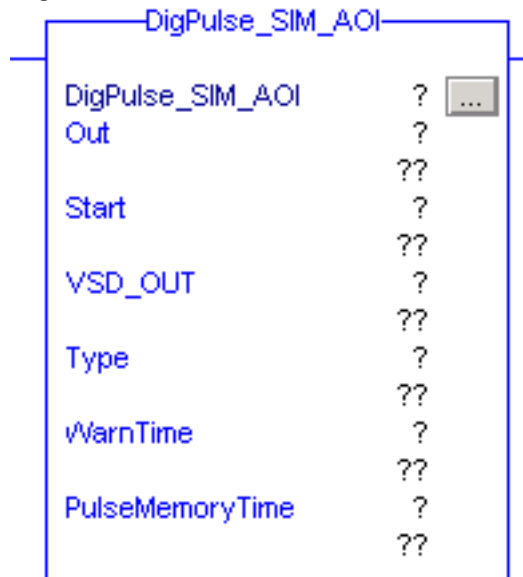 DigPulse_SIM_AOI
DigPulse_SIM_AOI ? ...
Out ?
??
Start ?
??
VSD_OUT ?
??
Type ?
??
WarnTime ?
??
PulseMemoryTime ?
??